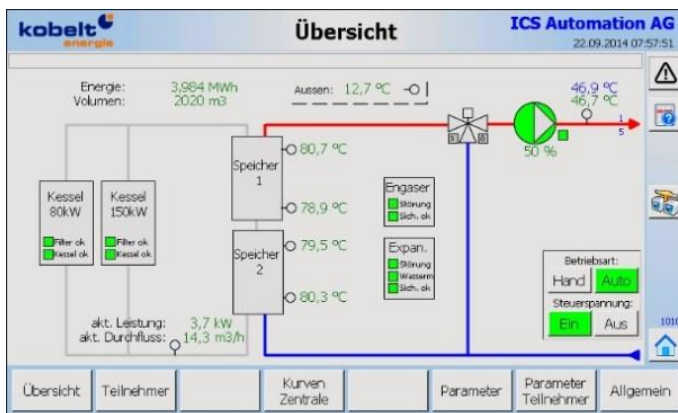 kobelt
energie
Übersicht
ICS Automation AG
22.09.2014 07:57:51
Energie: 3,984 MWh
Volumen: 2020 m3
Aussen: 12,7 °C
46,9 °C
46,7 °C
1
5
50 %
Speicher
1
80,7 °C
78,9 °C
Kessel
80kW
Filter ok
Kessel ok
Kessel
150kW
Filter ok
Kessel ok
Engaser
Störung
Sich. ok
Speicher
2
79,5 °C
80,3 °C
Expan.
Störung
Wasserm
Sich. ok
Betriebsart:
Hand
Auto
Steuerspannung:
Ein
Aus
akt. Leistung: 3,7 kW
akt. Durchfluss: 14,3 m3/h
1010
Übersicht
Teilnehmer
Kurven
Zentrale
Parameter
Parameter
Teilnehmer
Allgemein